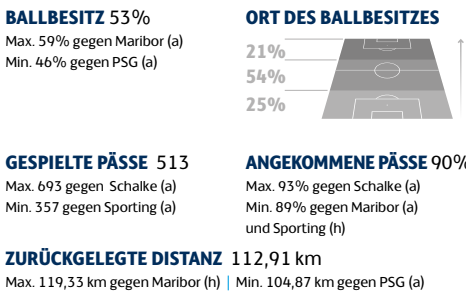 BALLBESITZ 53%
Max. 59% gegen Maribor (a)
Min. 46% gegen PSG (a)
ORT DES BALLBESITZES
21%
54%
25%
GESPIELTE PÄSSE 513
Max. 693 gegen Schalke (a)
Min. 357 gegen Sporting (a)
ANGEKOMMENE PÄSSE 90%
Max. 93% gegen Schalke (a)
Min. 89% gegen Maribor (a)
und Sporting (h)
ZURÜCKGELEGTE DISTANZ 112,91 km
Max. 119,33 km gegen Maribor (h) | Min. 104,87 km gegen PSG (a)